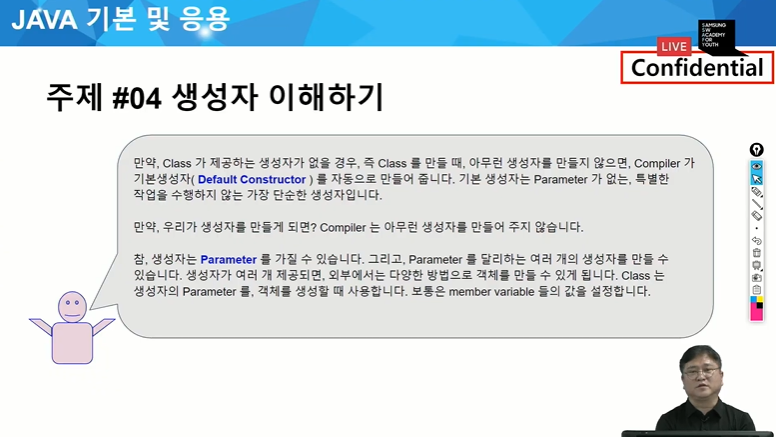 JAVA 기본 및 응용
SAMSUNG
SW
ACADEMY
FOR
YOUTH
LIVE
Confidential
주제 #04 생성자 이해하기
만약, Class 가 제공하는 생성자가 없을 경우, 즉 Class 를 만들 때, 아무런 생성자를 만들지 않으면, Compiler 가
기본생성자( Default Constructor ) 를 자동으로 만들어 줍니다. 기본 생성자는 Parameter 가 없는, 특별한
작업을 수행하지 않는 가장 단순한 생성자입니다.
만약, 우리가 생성자를 만들게 되면? Compiler 는 아무런 생성자를 만들어 주지 않습니다.
참, 생성자는 Parameter 를 가질 수 있습니다. 그리고, Parameter 를 달리하는 여러 개의 생성자를 만들 수
있습니다. 생성자가 여러 개 제공되면, 외부에서는 다양한 방법으로 객체를 만들 수 있게 됩니다. Class 는
생성자의 Parameter 를, 객체를 생성할 때 사용합니다. 보통은 member variable 들의 값을 설정합니다.